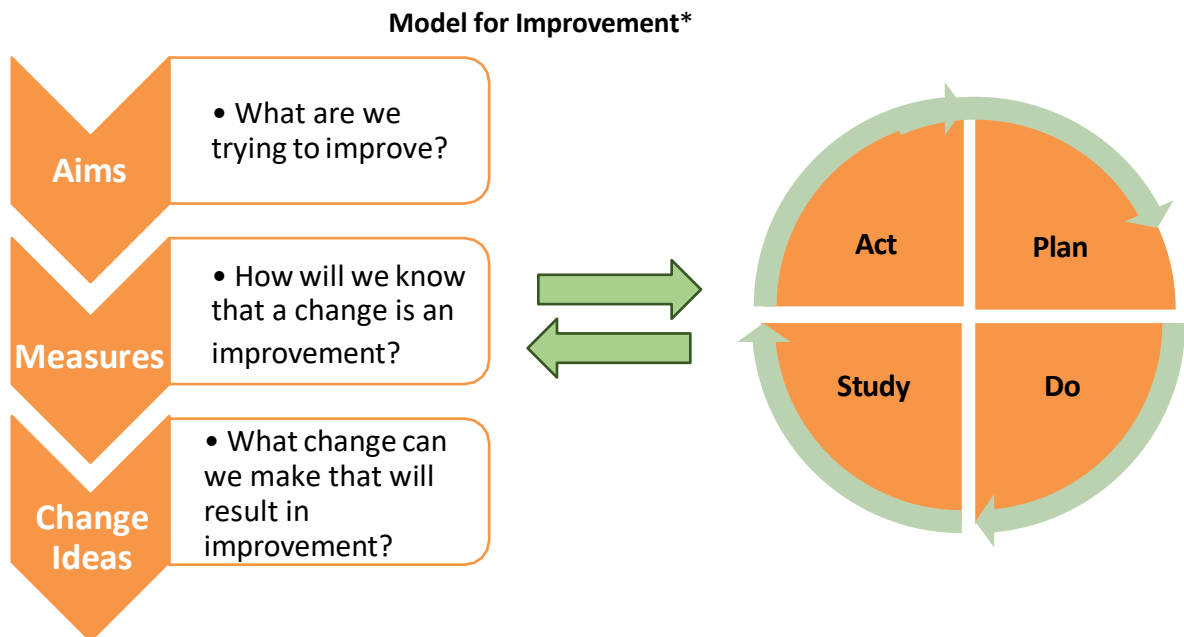 Model for Improvement*
Aims
• What are we
trying to improve?
Measures
• How will we know
that a change is an
improvement?
Change
Ideas
• What change can
we make that will
result in
improvement?
Act
Plan
Study
Do